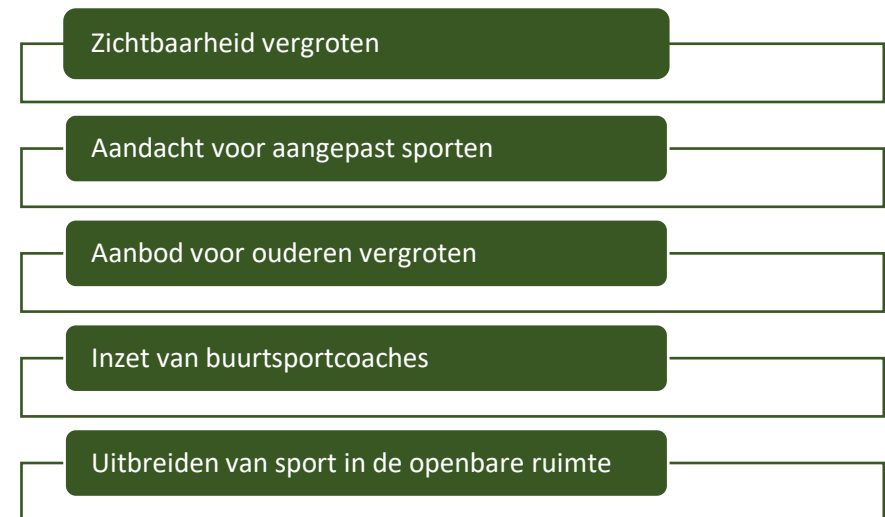 Zichtbaarheid vergroten
Aandacht voor aangepast sporten
Aanbod voor ouderen vergroten
Inzet van buurtsportcoaches
Uitbreiden van sport in de openbare ruimte